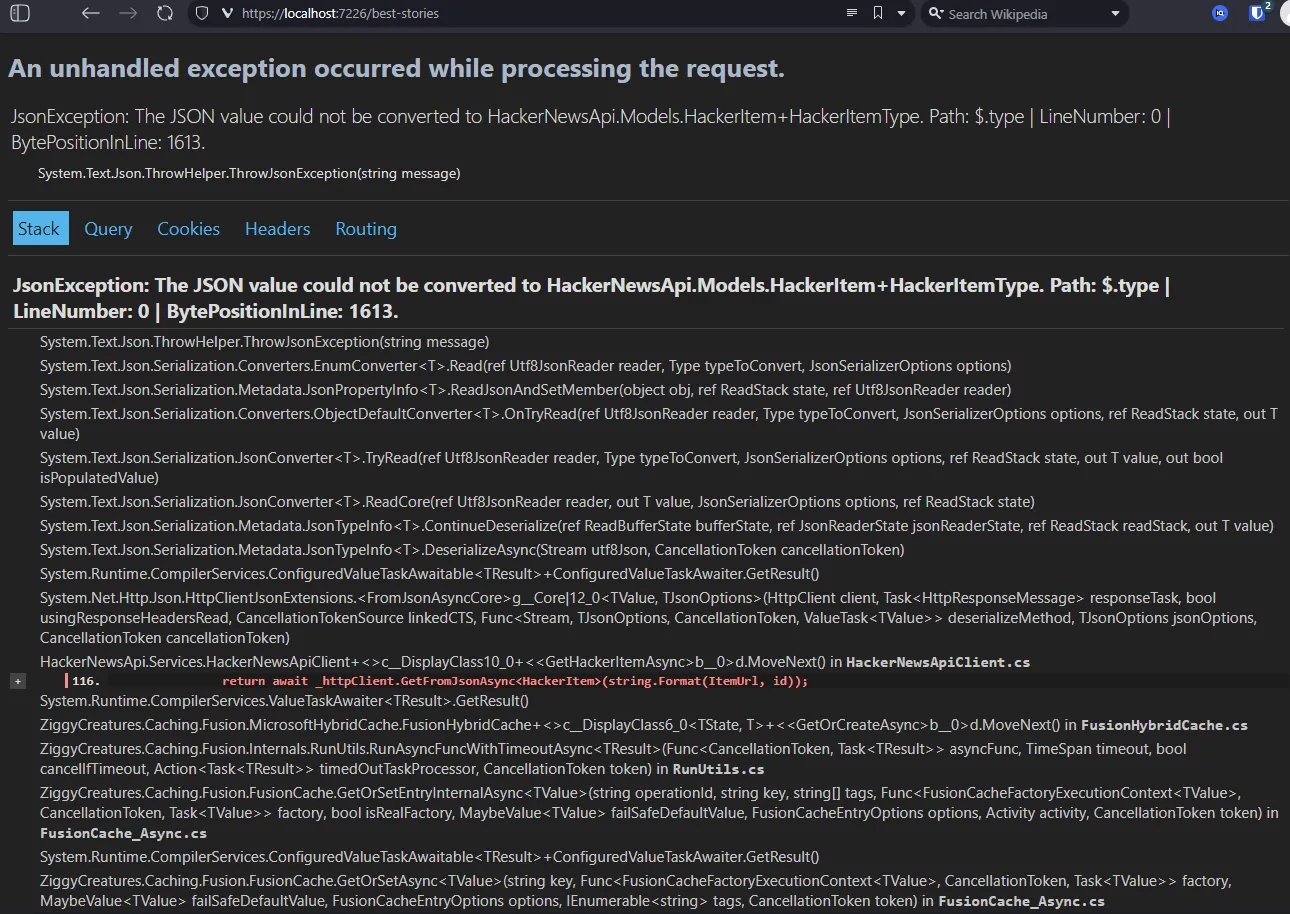 https://localhost:7226/best-stories
Search Wikipedia
2
An unhandled exception occurred while processing the request.
JsonException: The JSON value could not be converted to HackerNewsApi.Models.HackerItem+HackerItemType. Path: $.type | LineNumber: 0 |
BytePositionInLine: 1613.
System.Text.Json.ThrowHelper.ThrowJsonException(string message)
Stack Query Cookies Headers Routing
JsonException: The JSON value could not be converted to HackerNewsApi.Models.HackerItem+HackerItemType. Path: $.type |
LineNumber: 0 | BytePositionInLine: 1613.
System.Text.Json.ThrowHelper.ThrowJsonException(string message)
System.Text.Json.Serialization.Converters.EnumConverter<T>.Read(ref Utf8JsonReader reader, Type typeToConvert, JsonSerializerOptions options)
System.Text.Json.Serialization.Metadata.JsonPropertyInfo<T>.ReadJsonAndSetMember(object obj, ref ReadStack state, ref Utf8JsonReader reader)
System.Text.Json.Serialization.Converters.ObjectDefaultConverter<T>.OnTryRead(ref Utf8JsonReader reader, Type typeToConvert, JsonSerializerOptions options, ref ReadStack state, out T
value)
System.Text.Json.Serialization.JsonConverter<T>.TryRead(ref Utf8JsonReader reader, Type typeToConvert, JsonSerializerOptions options, ref ReadStack state, out T value, out bool
isPopulatedValue)
System.Text.Json.Serialization.JsonConverter<T>.ReadCore(ref Utf8JsonReader reader, out T value, JsonSerializerOptions options, ref ReadStack state)
System.Text.Json.Serialization.Metadata.JsonTypeInfo<T>.ContinueDeserialize(ref ReadBufferState bufferState, ref JsonReaderState jsonReaderState, ref ReadStack readStack, out T value)
System.Text.Json.Serialization.Metadata.JsonTypeInfo<T>.DeserializeAsync(Stream utf8Json, CancellationToken cancellationToken)
System.Runtime.CompilerServices.ConfiguredValueTaskAwaitable<TResult>+ConfiguredValueTaskAwaiter.GetResult()
System.Net.Http.Json.HttpClientJsonExtensions.<FromJsonAsyncCore>g__Core|12_0<TValue, TJsonOptions>(HttpClient client, Task<HttpResponseMessage> responseTask, bool
usingResponseHeadersRead, CancellationTokenSource linkedCTS, Func<Stream, TJsonOptions, CancellationToken, ValueTask<TValue>> deserializeMethod, TJsonOptions jsonOptions,
CancellationToken cancellationToken)
HackerNewsApi.Services.HackerNewsApiClient+<>c__DisplayClass10_0+<<GetHackerItemAsync>b__0>d.MoveNext() in HackerNewsApiClient.cs
+ 116. return await _httpClient.GetFromJsonAsync<HackerItem>(string.Format(ItemUrl, id));
System.Runtime.CompilerServices.ValueTaskAwaiter<TResult>.GetResult()
ZiggyCreatures.Caching.Fusion.MicrosoftHybridCache.FusionHybridCache+<>c__DisplayClass6_0<TState, T>+<<GetOrCreateAsync>b__0>d.MoveNext() in FusionHybridCache.cs
ZiggyCreatures.Caching.Fusion.Internals.RunUtils.RunAsyncFuncWithTimeoutAsync<TResult>(Func<CancellationToken, Task<TResult>> asyncFunc, TimeSpan timeout, bool
cancelIfTimeout, Action<Task<TResult>> timedOutTaskProcessor, CancellationToken token) in RunUtils.cs
ZiggyCreatures.Caching.Fusion.FusionCache.GetOrSetEntryInternalAsync<TValue>(string operationId, string key, string[] tags, Func<FusionCacheFactoryExecutionContext<TValue>,
CancellationToken, Task<TValue>> factory, bool isRealFactory, MaybeValue<TValue> failSafeDefaultValue, FusionCacheEntryOptions options, Activity activity, CancellationToken token) in
FusionCache_Async.cs
System.Runtime.CompilerServices.ConfiguredValueTaskAwaitable<TResult>+ConfiguredValueTaskAwaiter.GetResult()
ZiggyCreatures.Caching.Fusion.FusionCache.GetOrSetAsync<TValue>(string key, Func<FusionCacheFactoryExecutionContext<TValue>, CancellationToken, Task<TValue>> factory,
MaybeValue<TValue> failSafeDefaultValue, FusionCacheEntryOptions options, IEnumerable<string> tags, CancellationToken token) in FusionCache_Async.cs